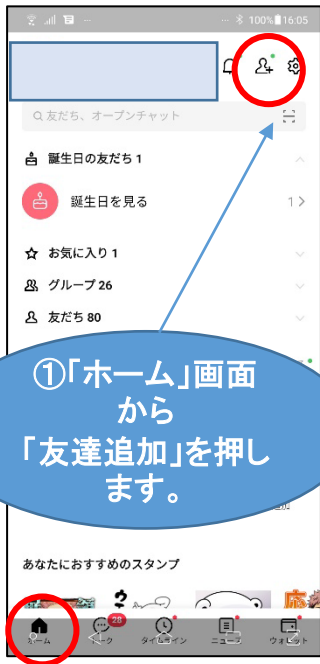 100% 16:05
友だち、オープンチャット
誕生日の友だち 1
誕生日を見る
1
お気に入り 1
グループ 26
友だち 80
①「ホーム」画面
から
「友達追加」を押し
ます。
あなたにおすすめのスタンプ
28
ホーム
トーク
タイムライン
ニュース
ウォレット